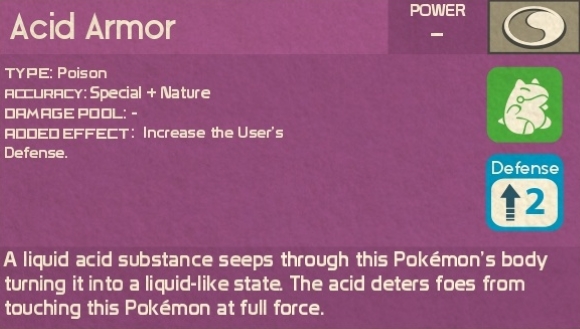 Acid Armor
POWER
–
TYPE: Poison
ACCURACY: Special + Nature
DAMAGE POOL: -
ADDED EFFECT: Increase the User's
Defense.
Defense
2
A liquid acid substance seeps through this Pokémon's body
turning it into a liquid-like state. The acid deters foes from
touching this Pokémon at full force.